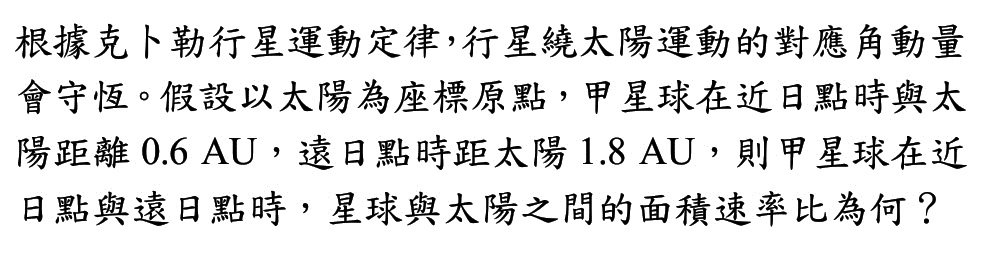 根據克卜勒行星運動定律，行星繞太陽運動的對應角動量
會守恆。假設以太陽為座標原點，甲星球在近日點時與太
陽距離 0.6 AU，遠日點時距太陽 1.8 AU，則甲星球在近
日點與遠日點時，星球與太陽之間的面積速率比為何？